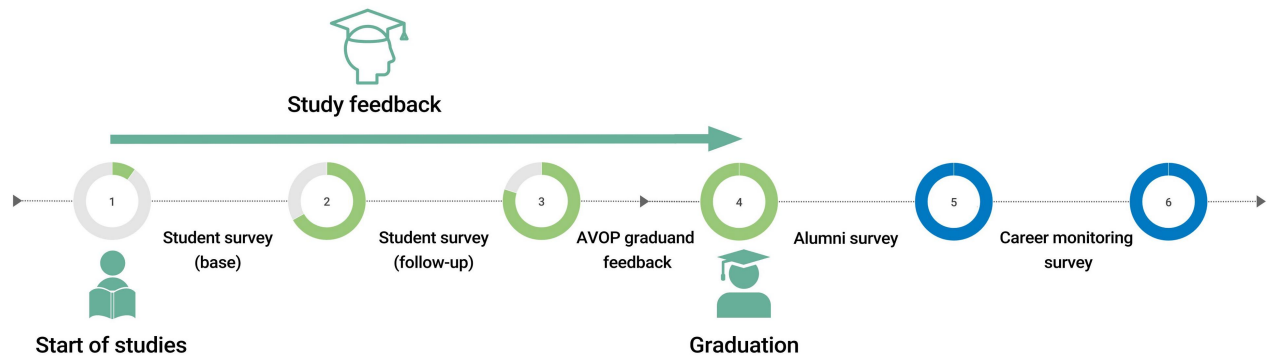 Study feedback
1
2
3
4
5
6
Student survey
(base)
Student survey
(follow-up)
AVOP graduand
feedback
Alumni survey
Career monitoring
survey
Start of studies
Graduation